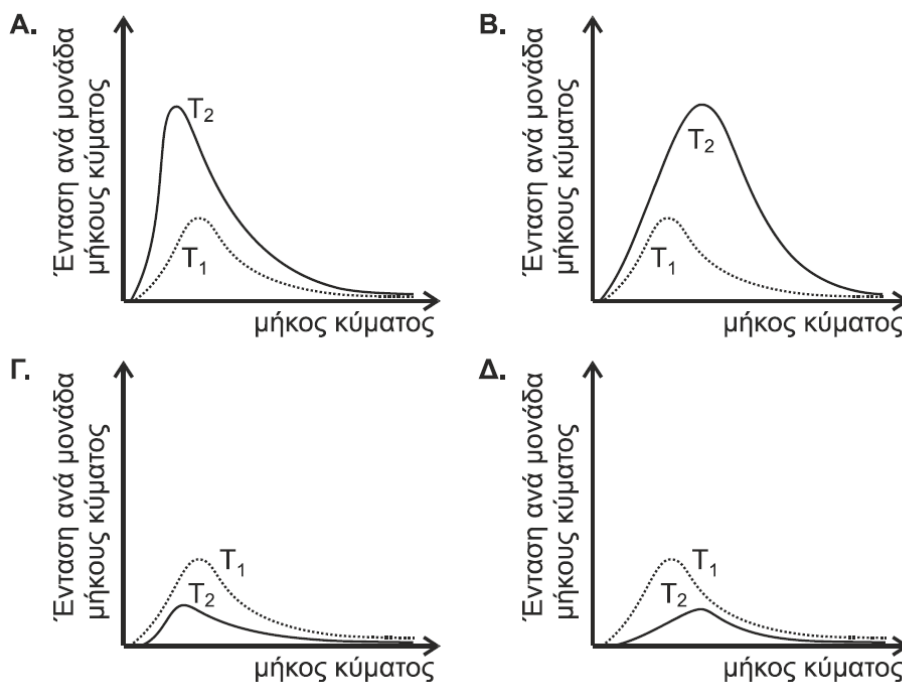 Α.
Ένταση ανά μονάδα
μήκους κύματος
T2
T1
μήκος κύματος
Β.
Ένταση ανά μονάδα
μήκους κύματος
T2
T1
μήκος κύματος
Γ.
Ένταση ανά μονάδα
μήκους κύματος
T1
T2
μήκος κύματος
Δ.
Ένταση ανά μονάδα
μήκους κύματος
T1
T2
μήκος κύματος